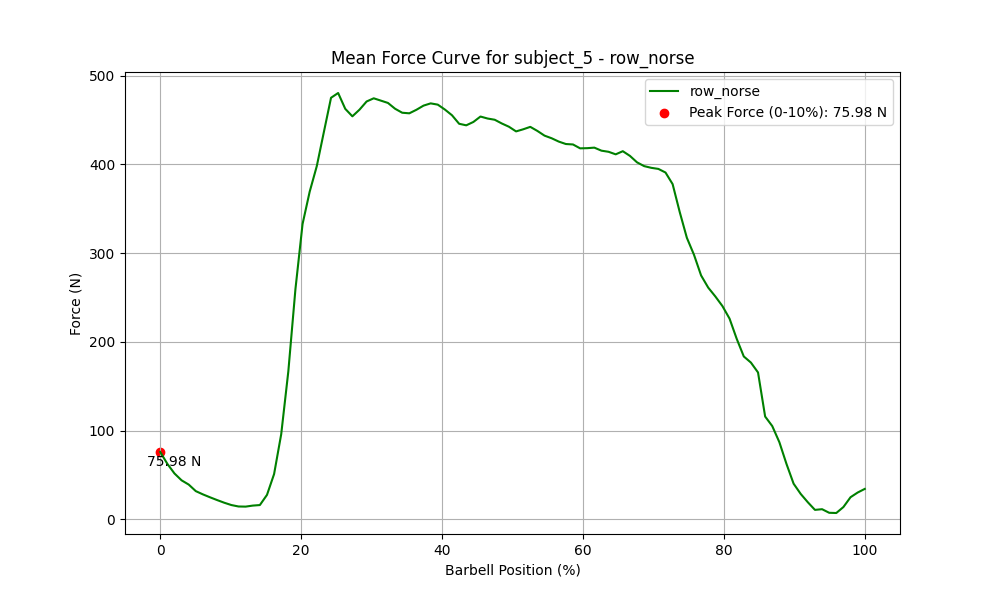 Mean Force Curve for subject_5 - row_norse
row_norse
Peak Force (0-10%): 75.98 N
Force (N)
500
400
300
200
100
0
75.98 N
0 20 40 60 80 100
Barbell Position (%)